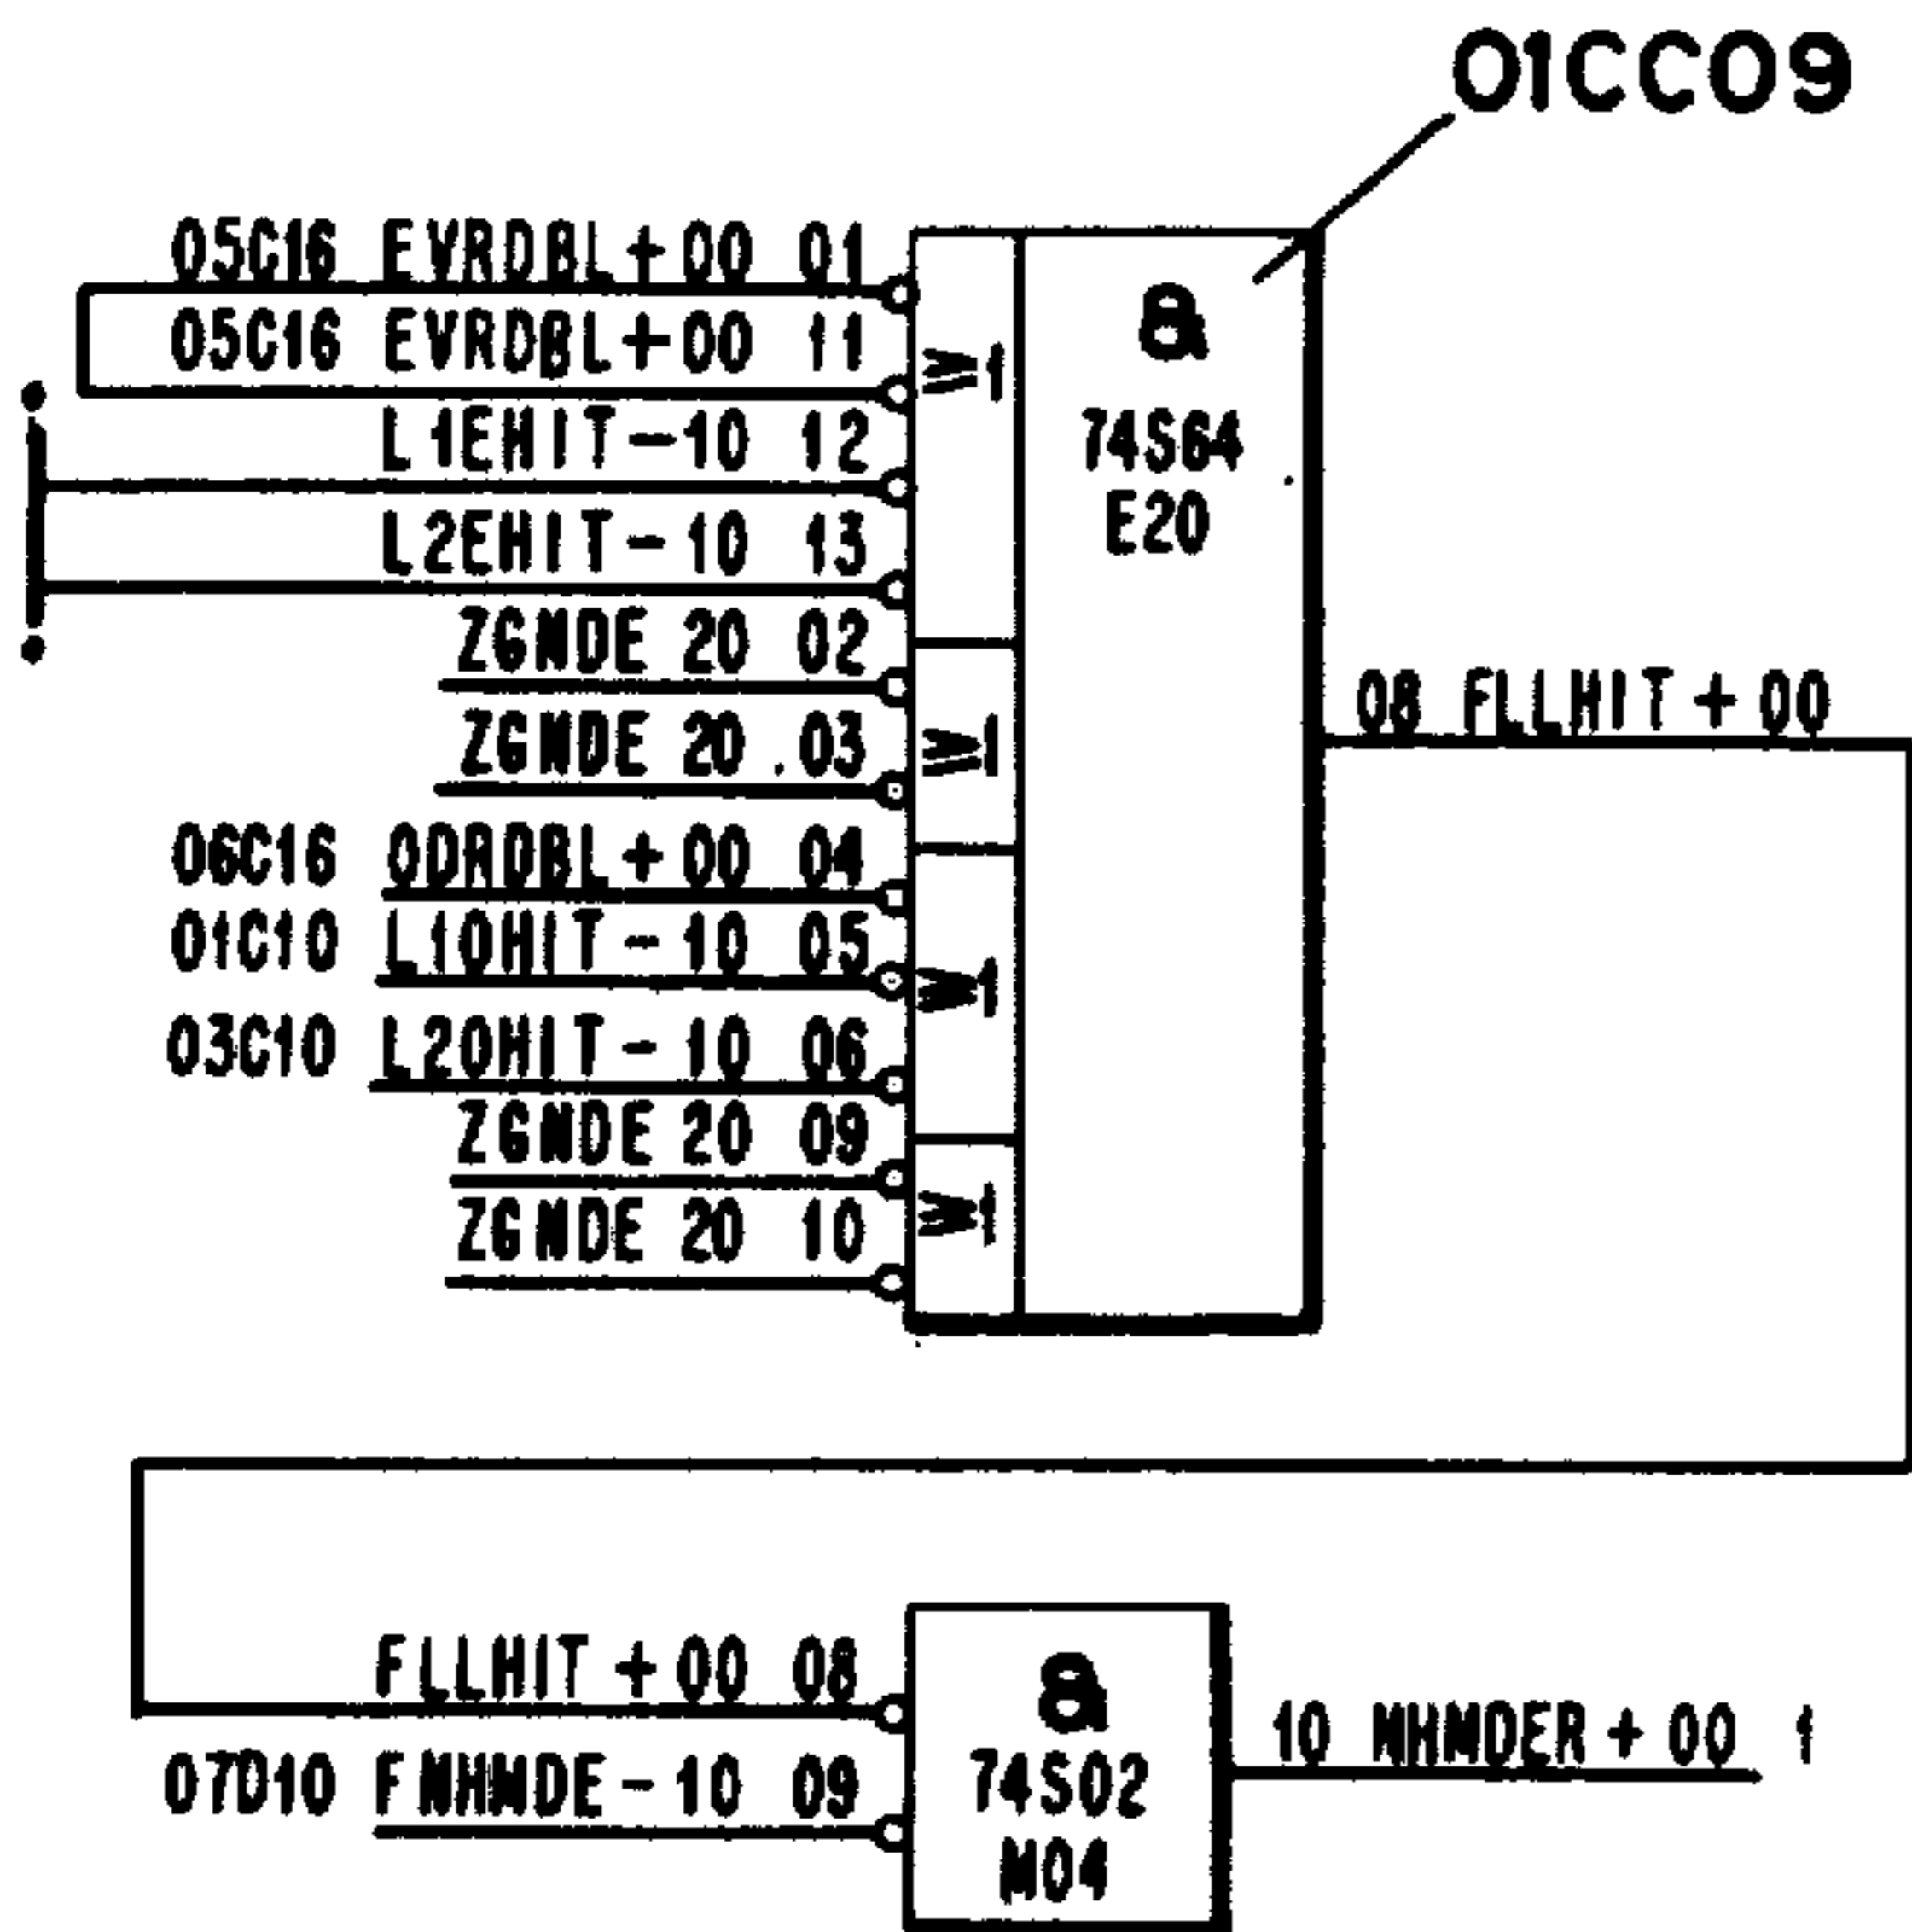 01CC09
05C16 EVRDBL+00 01
05C16 EVRDBL+00 11
L1EHIT-10 12
L2EHIT-10 13
ZGNDE 20 02
ZGNDE 20 03
06C16 ODRDBL+00 04
01C10 L1OHIT-10 05
03C10 L2OHIT-10 06
ZGNDE 20 09
ZGNDE 20 10
≥1
≥1
≥1
≥1
&
74S64
E20
08 FLLHIT+00
FLLHIT+00 08
07D10 FMHMDE-10 09
&
74S02
M04
10 MHMDER+00 1